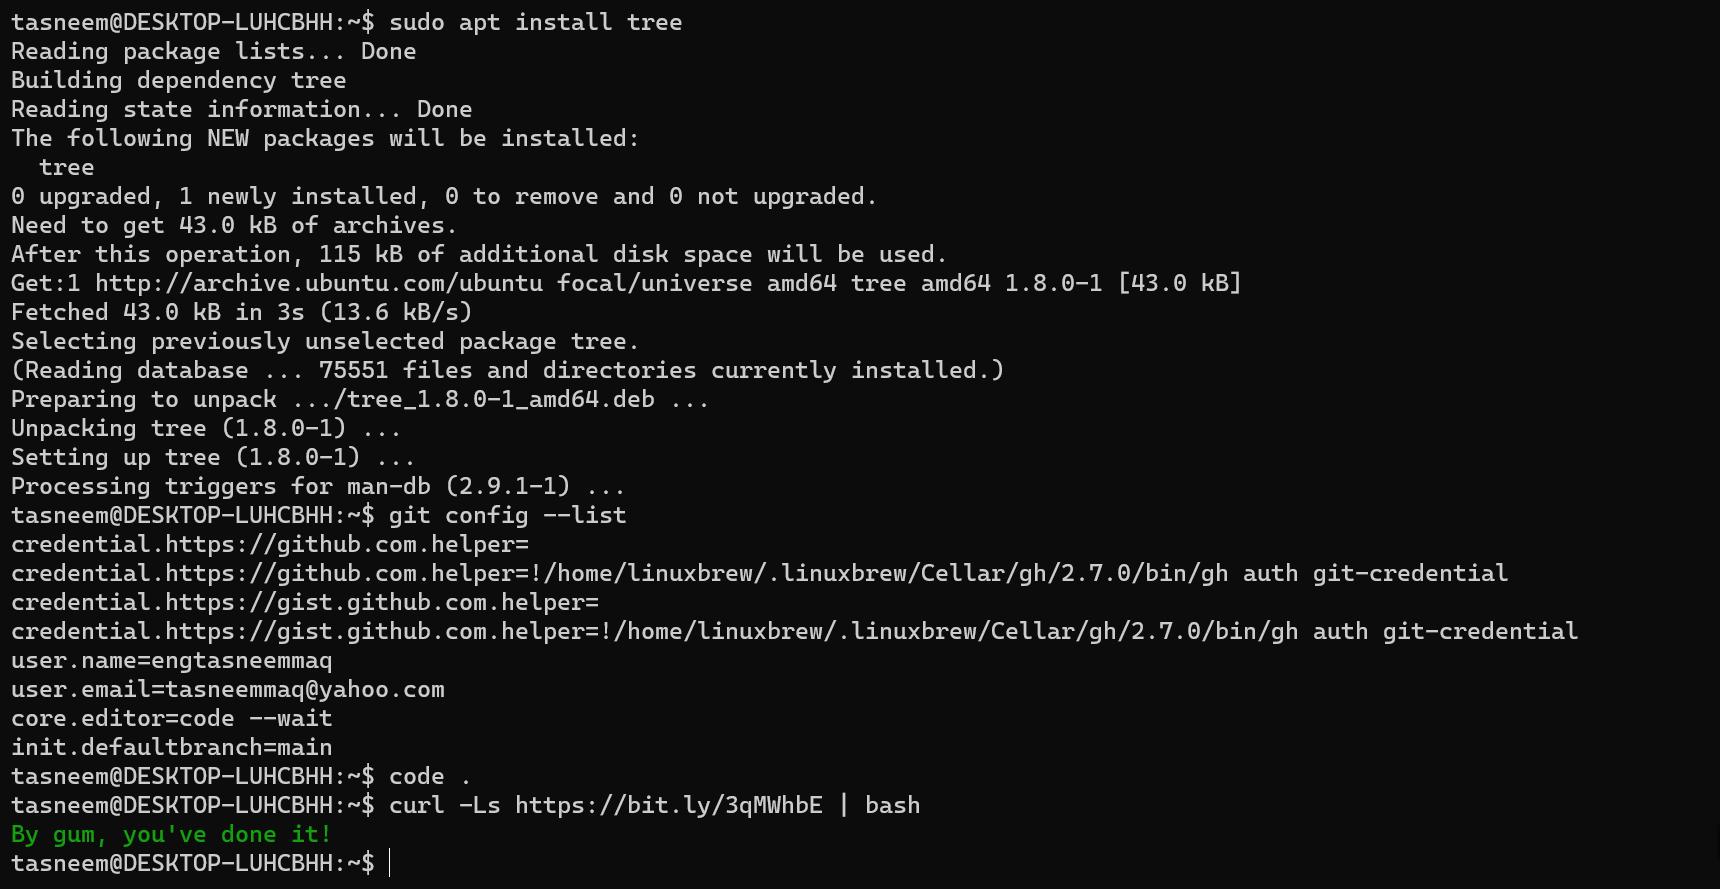 tasneem@DESKTOP-LUHCBHH:~$ sudo apt install tree
Reading package lists... Done
Building dependency tree
Reading state information... Done
The following NEW packages will be installed:
  tree
0 upgraded, 1 newly installed, 0 to remove and 0 not upgraded.
Need to get 43.0 kB of archives.
After this operation, 115 kB of additional disk space will be used.
Get:1 http://archive.ubuntu.com/ubuntu focal/universe amd64 tree amd64 1.8.0-1 [43.0 kB]
Fetched 43.0 kB in 3s (13.6 kB/s)
Selecting previously unselected package tree.
(Reading database ... 75551 files and directories currently installed.)
Preparing to unpack .../tree_1.8.0-1_amd64.deb ...
Unpacking tree (1.8.0-1) ...
Setting up tree (1.8.0-1) ...
Processing triggers for man-db (2.9.1-1) ...
tasneem@DESKTOP-LUHCBHH:~$ git config --list
credential.https://github.com.helper=
credential.https://github.com.helper=!/home/linuxbrew/.linuxbrew/Cellar/gh/2.7.0/bin/gh auth git-credential
credential.https://gist.github.com.helper=
credential.https://gist.github.com.helper=!/home/linuxbrew/.linuxbrew/Cellar/gh/2.7.0/bin/gh auth git-credential
user.name=engtasneemmaq
user.email=tasneemmaq@yahoo.com
core.editor=code --wait
init.defaultbranch=main
tasneem@DESKTOP-LUHCBHH:~$ code .
tasneem@DESKTOP-LUHCBHH:~$ curl -Ls https://bit.ly/3qMWhbE | bash
By gum, you've done it!
tasneem@DESKTOP-LUHCBHH:~$